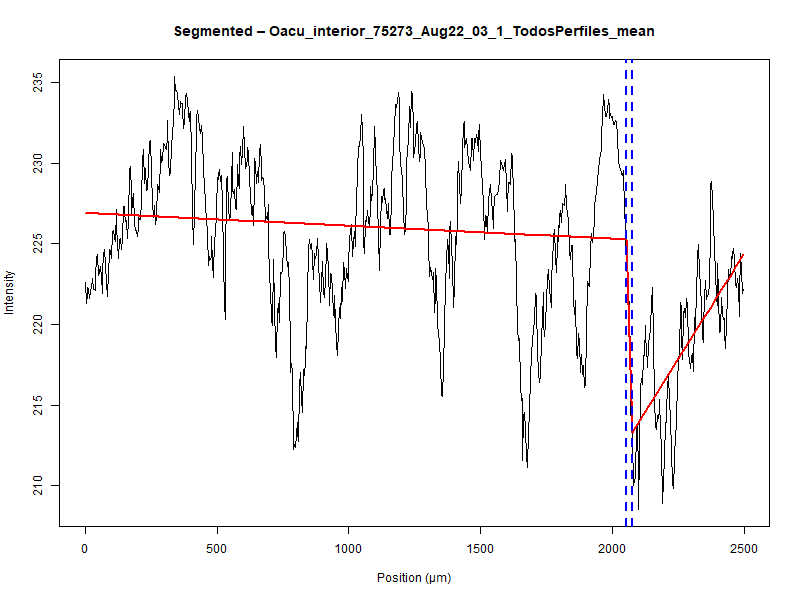 Segmented – Oacu_interior_75273_Aug22_03_1_TodosPerfiles_mean
Intensity
235
230
225
220
215
210
0 500 1000 1500 2000 2500
Position (µm)